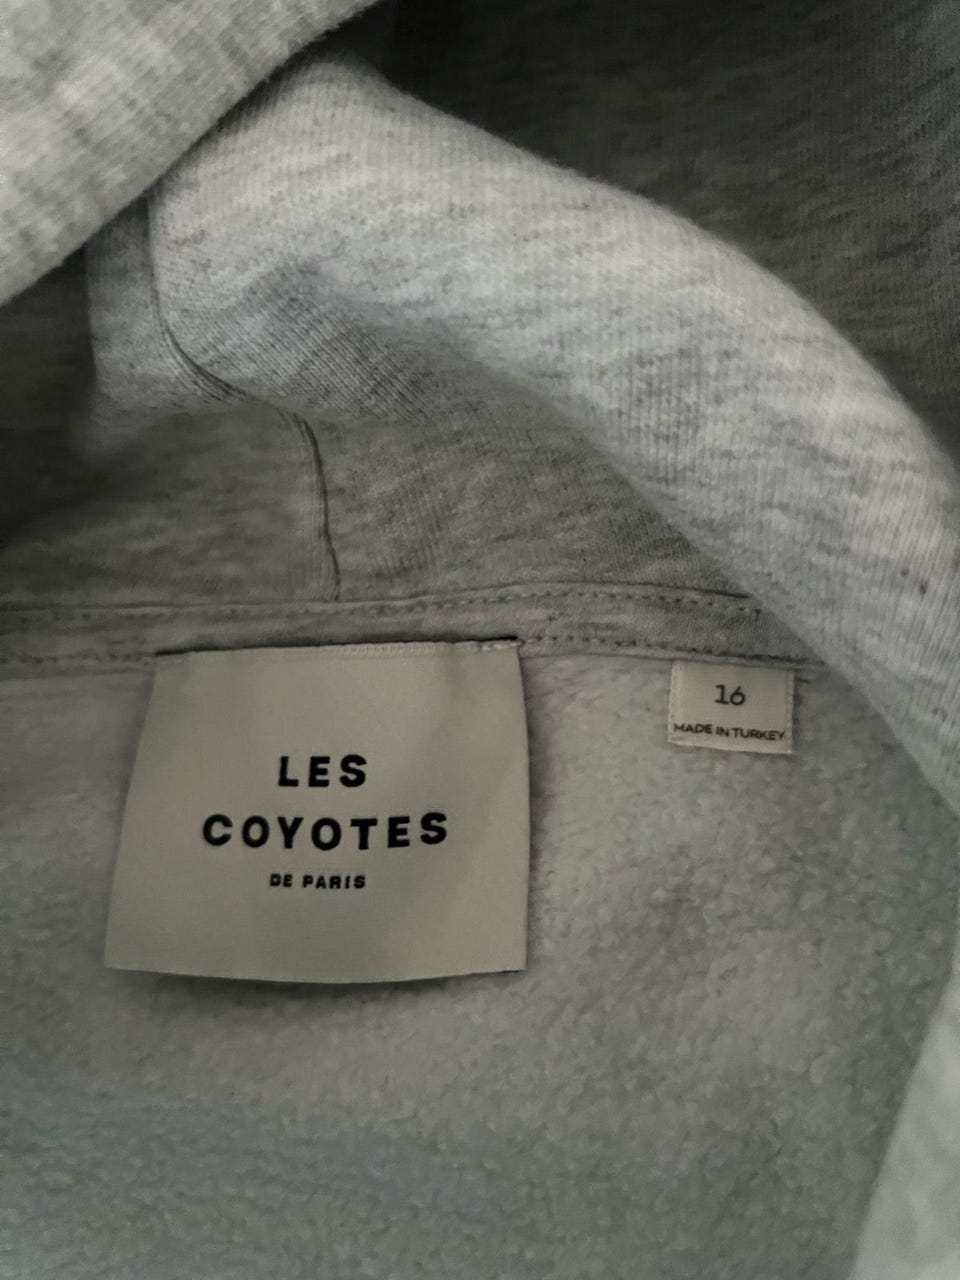 LES
COYOTES
DE PARIS
16
MADE IN TURKEY